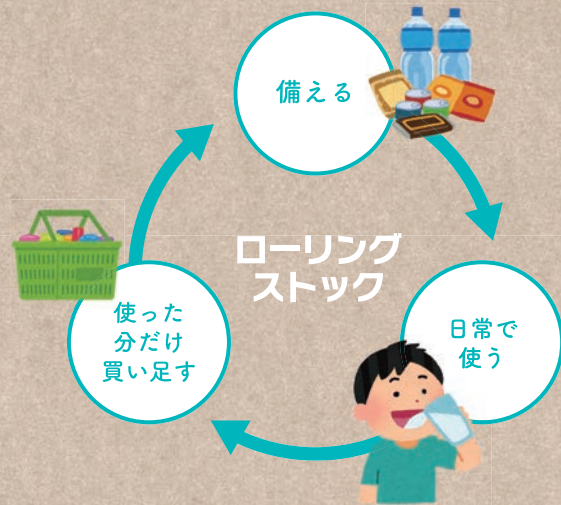 備える
ローリング
ストック
日常で
使う
使った
分だけ
買い足す